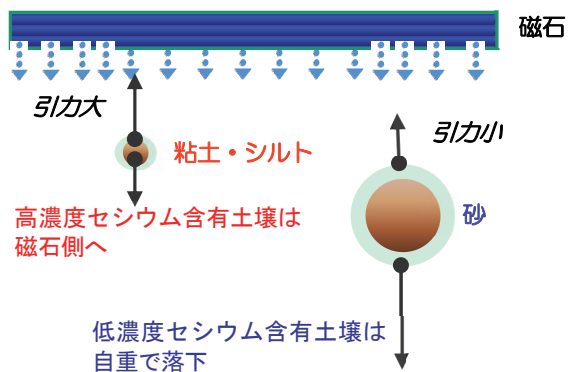 磁石
引力大
引力小
粘土・シルト
砂
高濃度セシウム含有土壌は
磁石側へ
低濃度セシウム含有土壌は
自重で落下